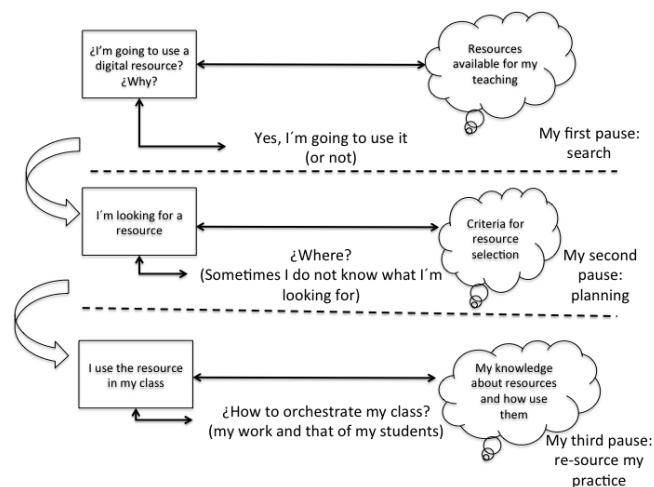 ¿I'm going to use a
digital resource?
¿Why?
Resources
available for my
teaching
Yes, I´m going to use it
(or not)
My first pause:
search
I´m looking for a
resource
Criteria for
resource
selection
¿Where?
(Sometimes I do not know what I´m
looking for)
My second
pause:
planning
I use the resource
in my class
My knowledge
about resources
and how use
them
¿How to orchestrate my class?
(my work and that of my students)
My third pause:
re-source my
practice